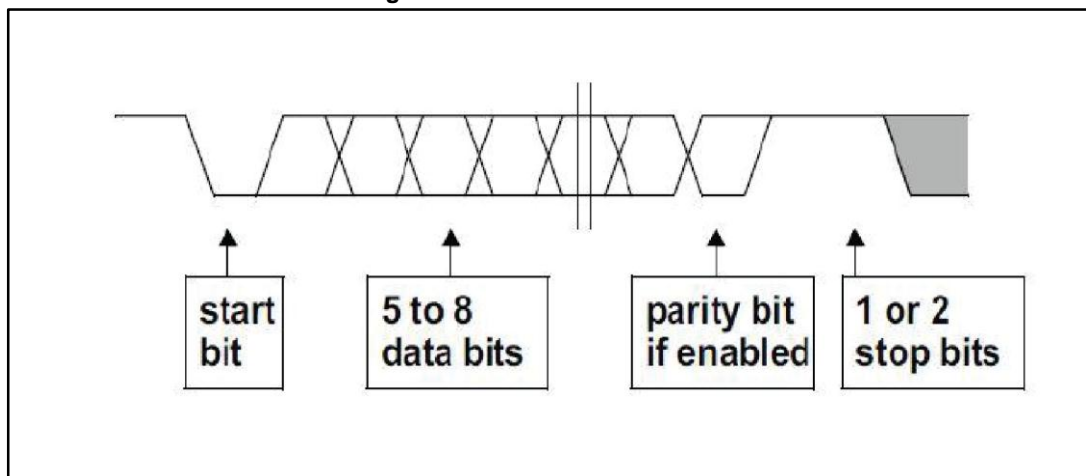 start
bit
5 to 8
data bits
parity bit
if enabled
1 or 2
stop bits